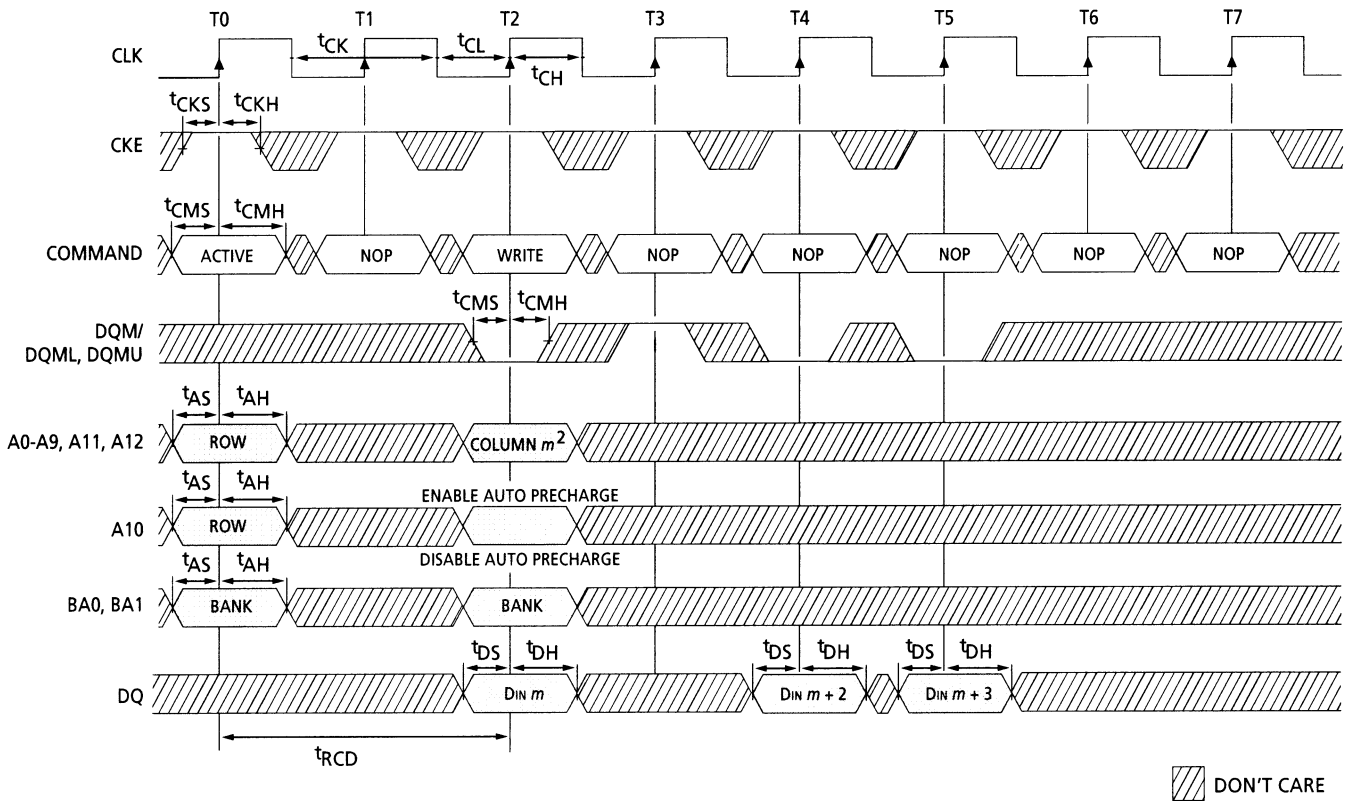 T0 T1 T2 T3 T4 T5 T6 T7
CLK
tCK tCL
tCH
tCKS tCKH
CKE
tCMS tCMH
COMMAND ACTIVE NOP WRITE NOP NOP NOP NOP NOP
tCMS tCMH
DQM/
DQML, DQMU
tAS tAH
A0-A9, A11, A12 ROW COLUMN m2
tAS tAH ENABLE AUTO PRECHARGE
A10 ROW
DISABLE AUTO PRECHARGE
tAS tAH
BA0, BA1 BANK BANK
tDS tDH tDS tDH tDS tDH
DQ DIN m DIN m + 2 DIN m + 3
tRCD
DON'T CARE